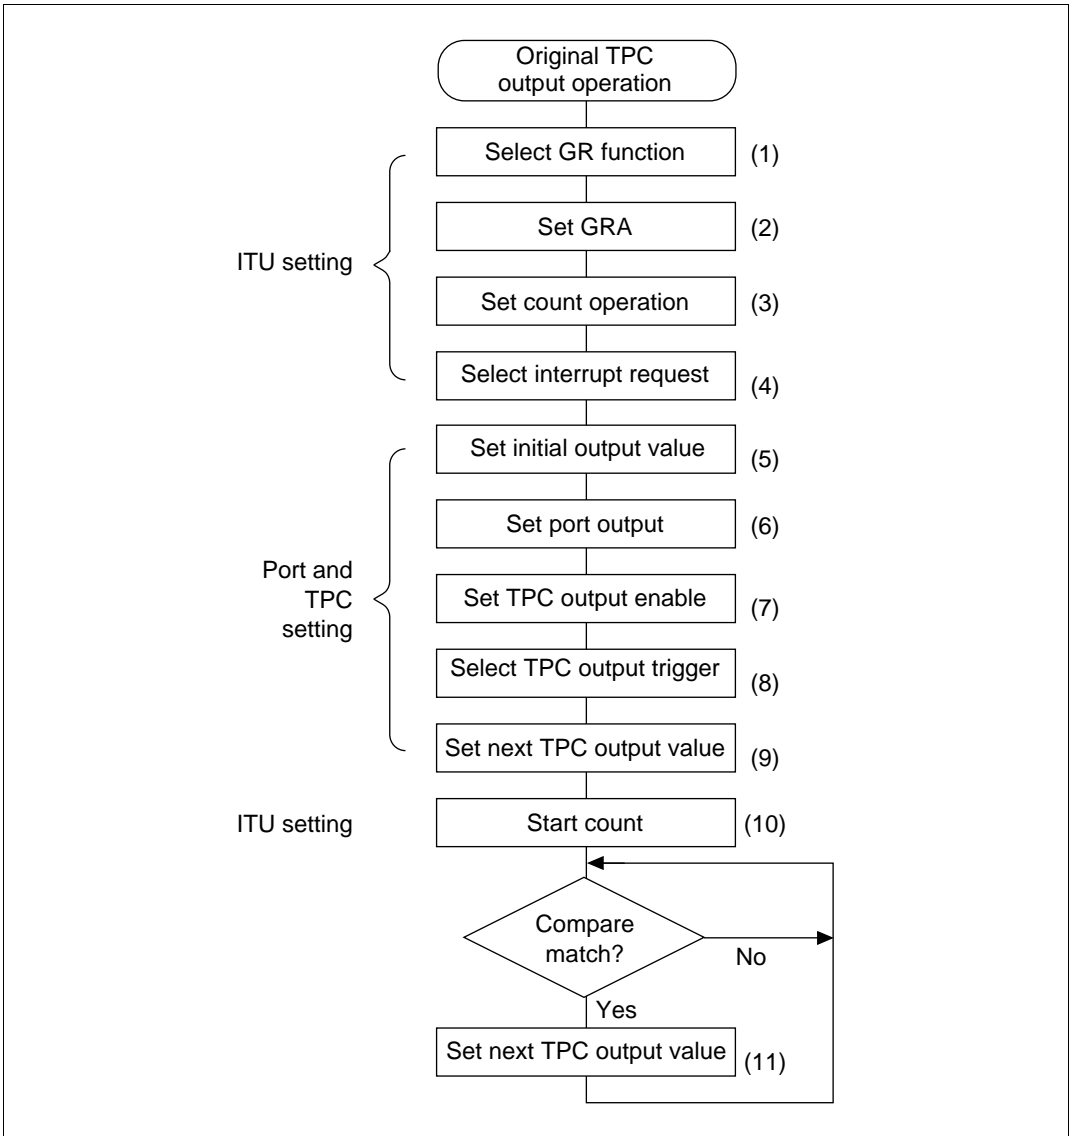 Original TPC
output operation
Select GR function
(1)
Set GRA
(2)
ITU setting
Set count operation
(3)
Select interrupt request
(4)
Set initial output value
(5)
Set port output
(6)
Port and
TPC
setting
Set TPC output enable
(7)
Select TPC output trigger
(8)
Set next TPC output value
(9)
ITU setting
Start count
(10)
Compare
match?
No
Yes
Set next TPC output value
(11)